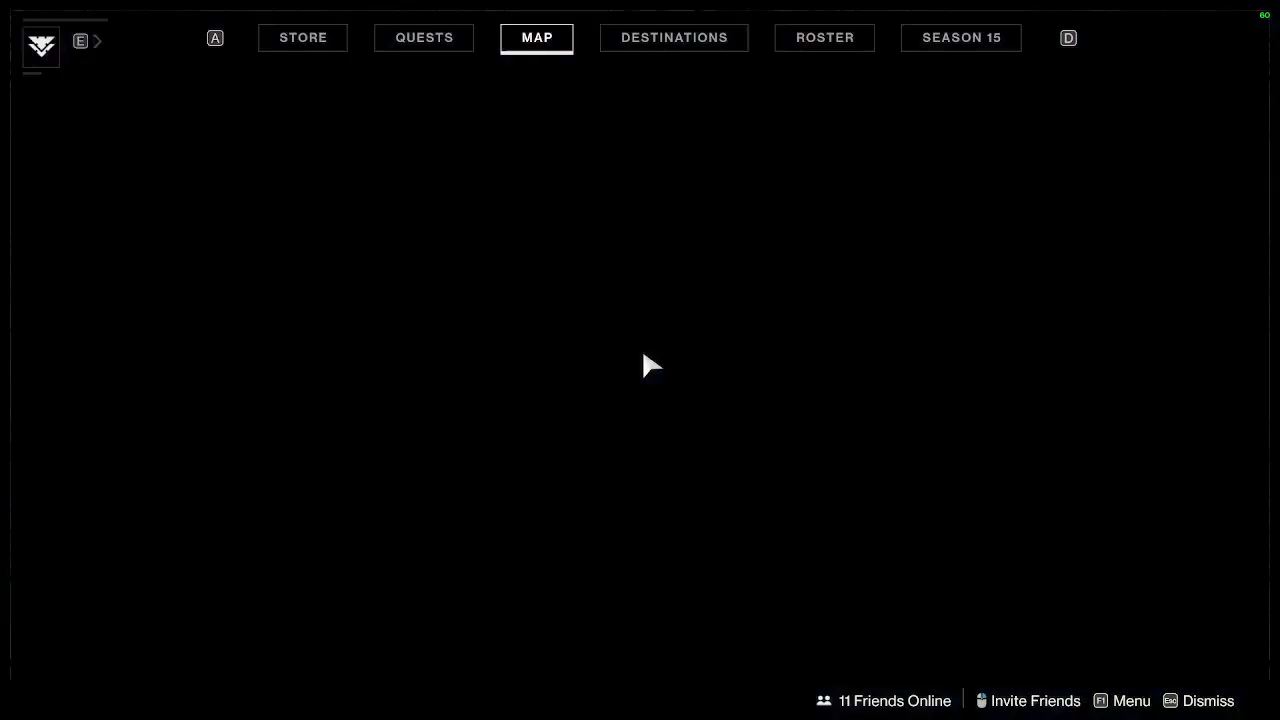 60
E
A
STORE
QUESTS
MAP
DESTINATIONS
ROSTER
SEASON 15
D
11 Friends Online
Invite Friends
F1 Menu
Esc Dismiss